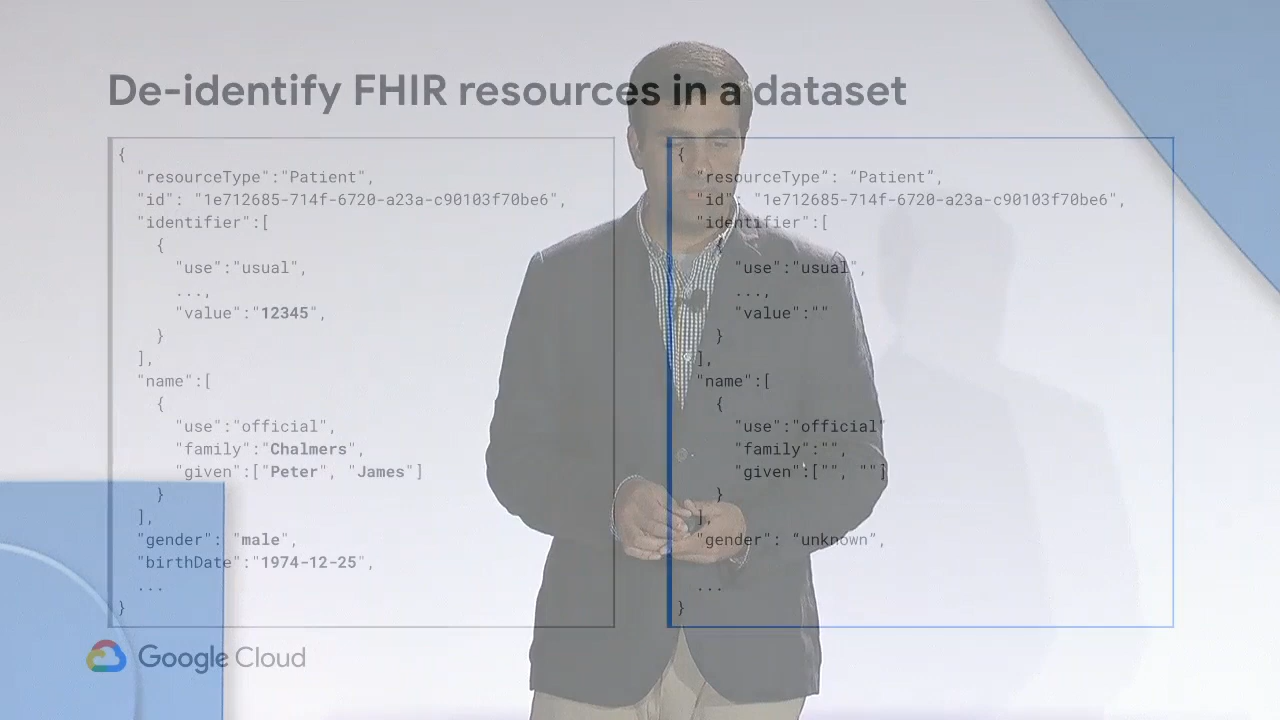 De-identify FHIR resources in a dataset
{
"resourceType":"Patient",
"id": "1e712685-714f-6720-a23a-c90103f70be6",
"identifier":[
{
"use":"usual",
...,
"value":"12345",
}
],
"name":[
{
"use":"official",
"family":"Chalmers",
"given":["Peter", "James"]
}
],
"gender": "male",
"birthDate":"1974-12-25",
...
}
{
"resourceType“: “Patient“,
"id": "1e712685-714f-6720-a23a-c90103f70be6",
"identifier":[
{
"use":"usual",
...,
"value":""
}
],
"name":[
{
"use":"official"
"family":"",
"given":["", ""]
}
],
"gender": “unknown”,
...
}
Google Cloud